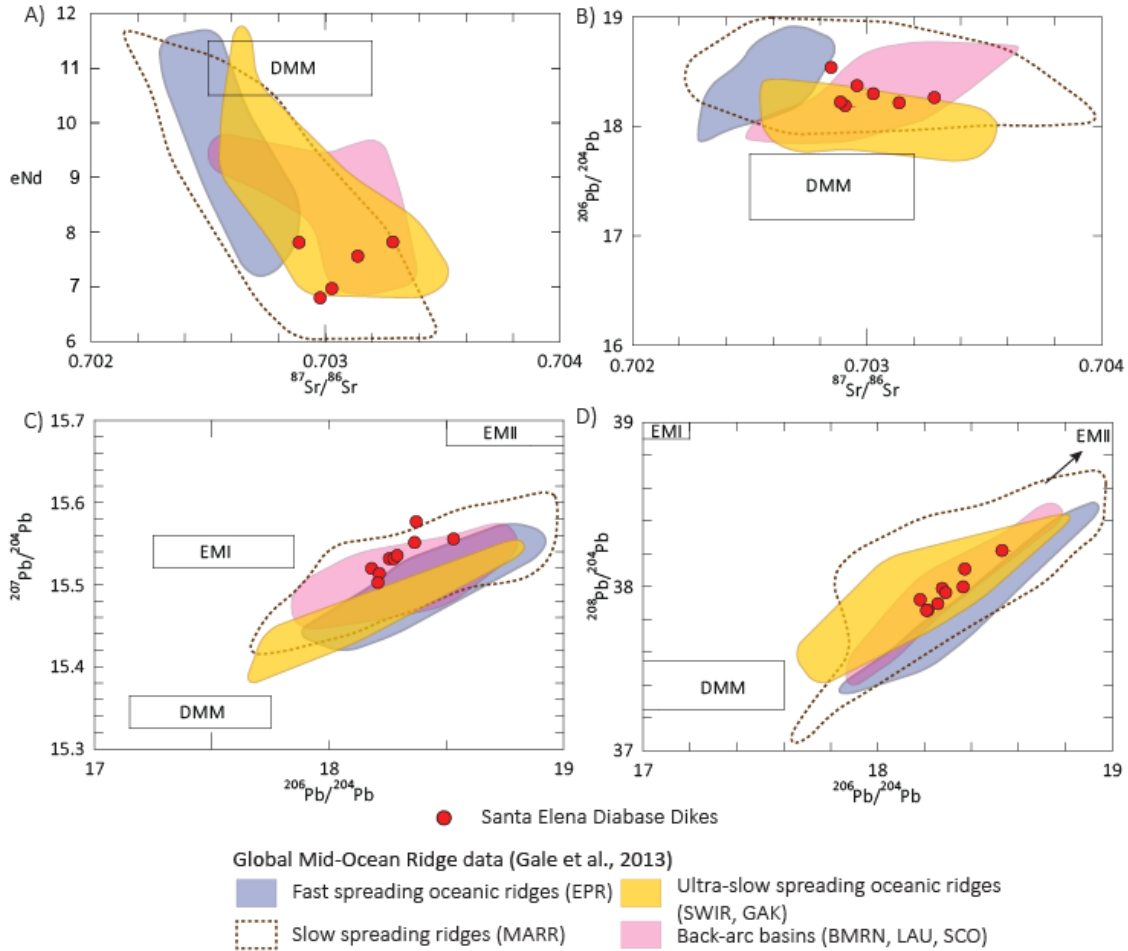 A)
12
11
10
9
eNd
8
7
6
DMM
0.702
0.703
0.704
⁸⁷Sr/⁸⁶Sr
B)
19
18
17
16
²⁰⁶Pb/ ²⁰⁴Pb
DMM
0.702
0.703
0.704
⁸⁷Sr/⁸⁶Sr
C)
15.7
15.6
15.5
15.4
15.3
²⁰⁷Pb/²⁰⁴Pb
EMII
EMI
DMM
17
18
19
²⁰⁶Pb/²⁰⁴Pb
D)
39
38
37
²⁰⁸Pb/²⁰⁴Pb
EMI
EMII
DMM
17
18
19
²⁰⁶Pb/²⁰⁴Pb
Santa Elena Diabase Dikes
Global Mid-Ocean Ridge data (Gale et al., 2013)
Fast spreading oceanic ridges (EPR)
Slow spreading ridges (MARR)
Ultra-slow spreading oceanic ridges
(SWIR, GAK)
Back-arc basins (BMRN, LAU, SCO)